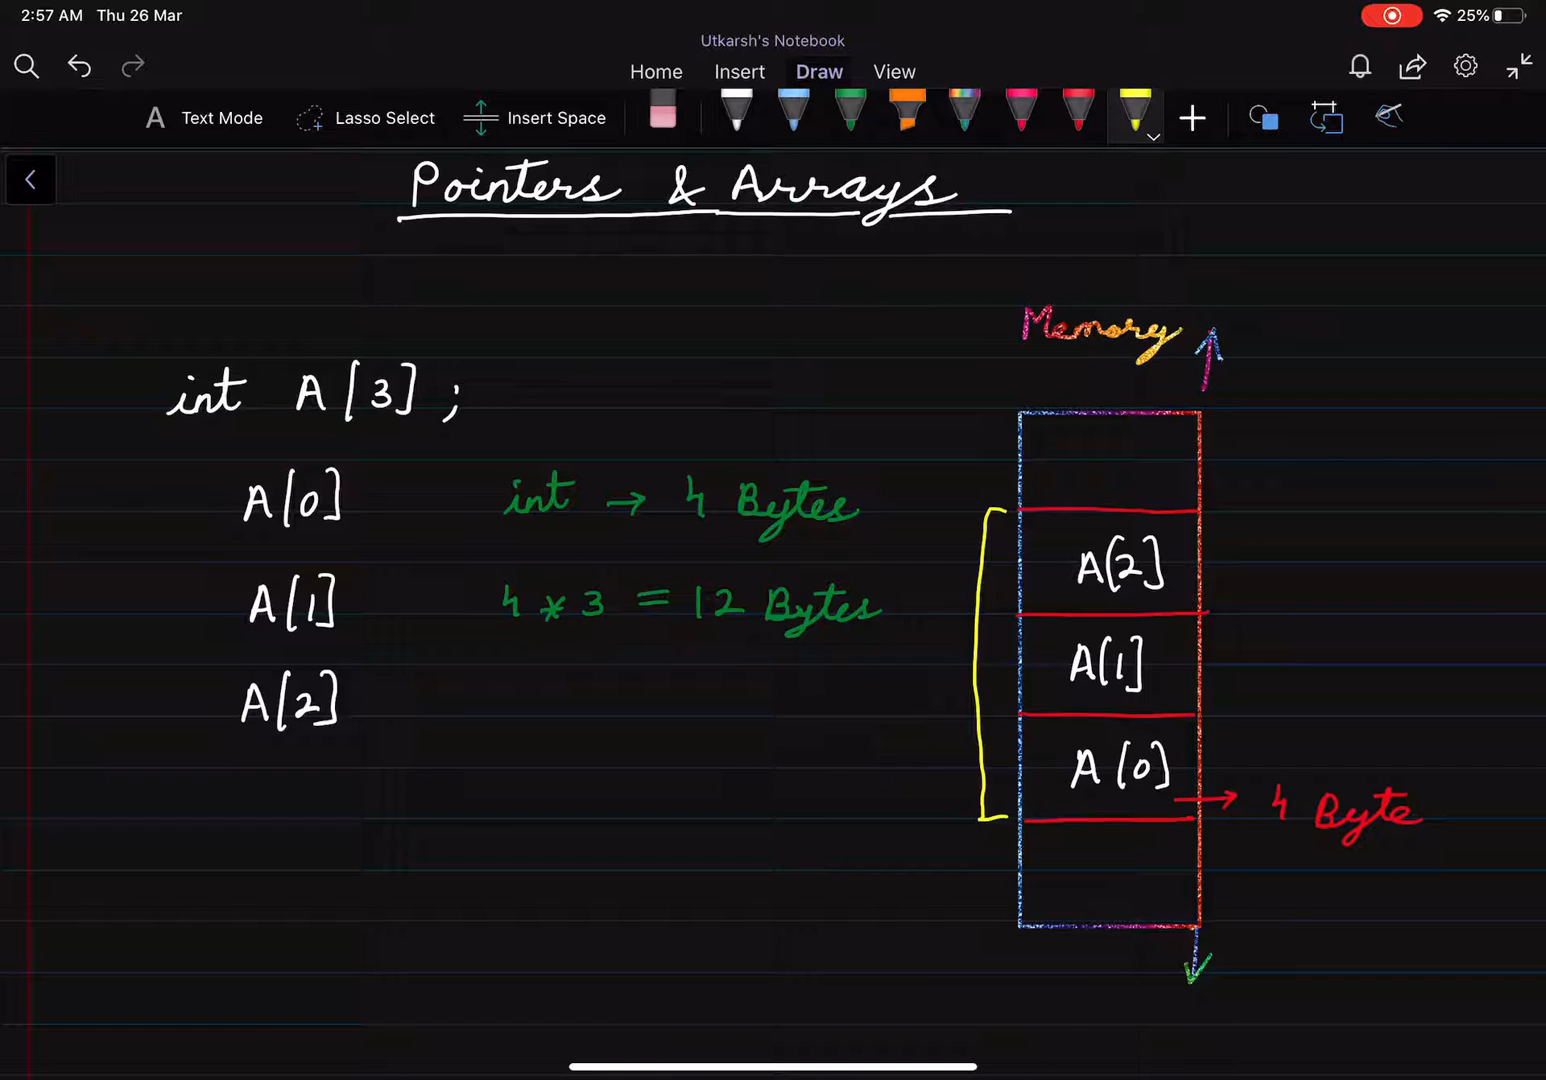 2:57 AM Thu 26 Mar
25%
Utkarsh's Notebook
Home Insert Draw View
Text Mode Lasso Select Insert Space
Pointers & Arrays
Memory
int A[3];
A[0] int → 4 Bytes
A[1] 4 * 3 = 12 Bytes
A[2]
A[2]
A[1]
A[0]
→ 4 Byte